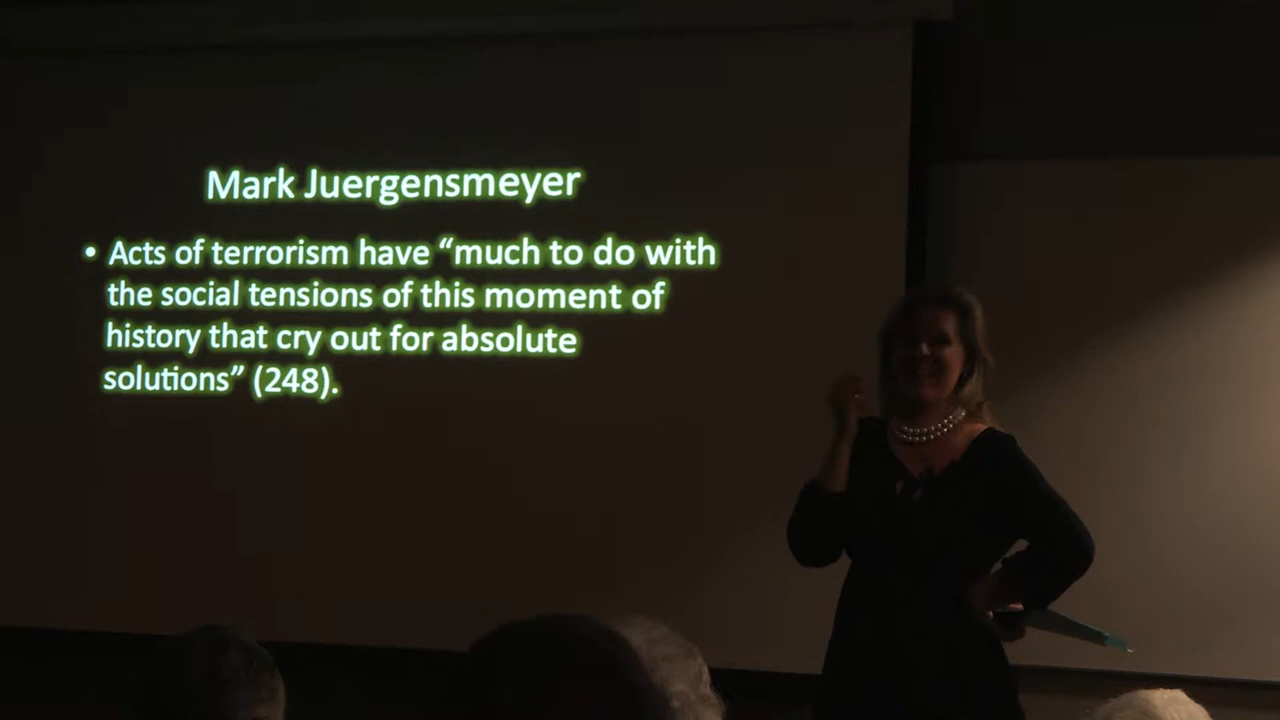 Mark Juergensmeyer
• Acts of terrorism have “much to do with
the social tensions of this moment of
history that cry out for absolute
solutions” (248).